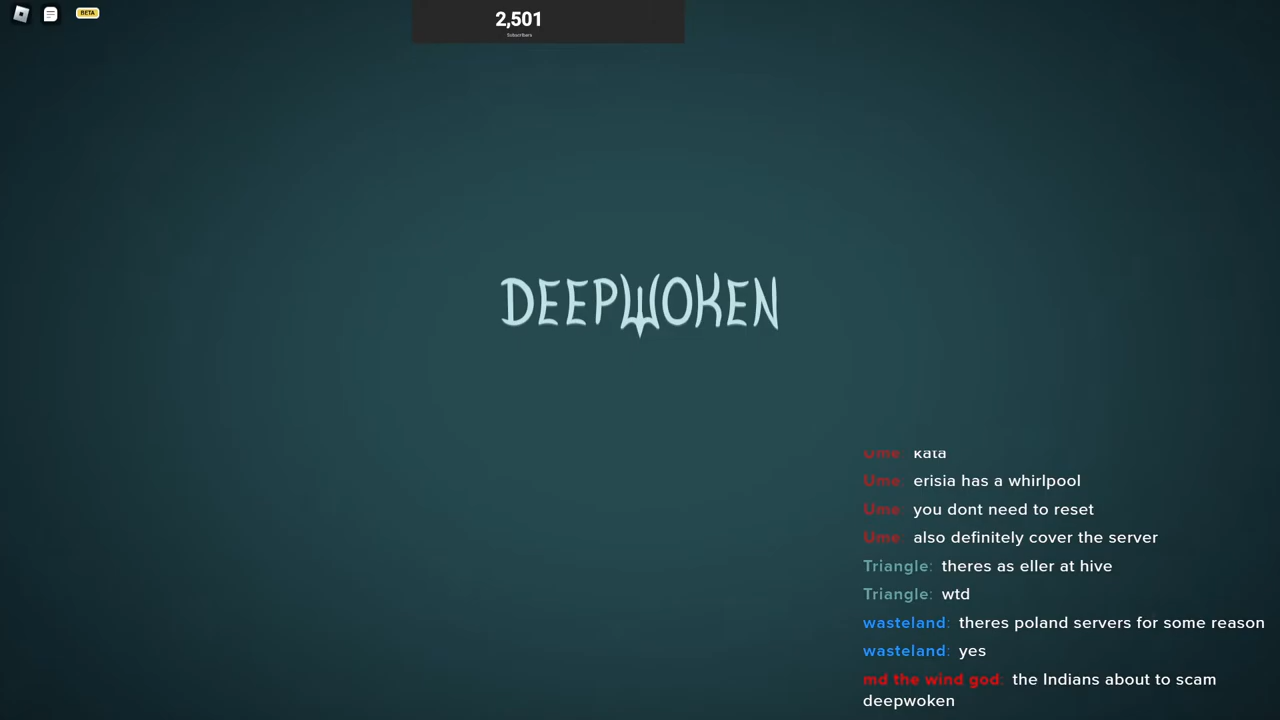 BETA
2,501
Subscribers
DEEPWOKEN
Ume: kata
Ume: erisia has a whirlpool
Ume: you dont need to reset
Ume: also definitely cover the server
Triangle: theres as eller at hive
Triangle: wtd
wasteland: theres poland servers for some reason
wasteland: yes
md the wind god: the Indians about to scam
deepwoken